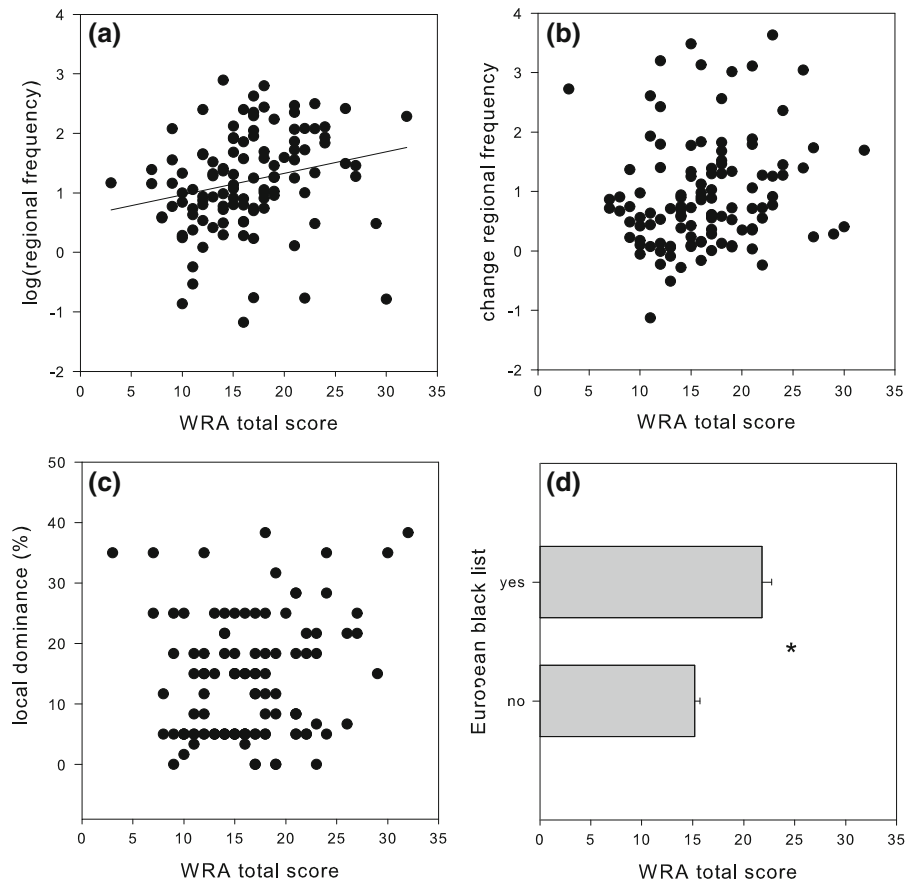 (a)
log(regional frequency)
4
3
2
1
0
-1
-2
0 5 10 15 20 25 30 35
WRA total score
(b)
change regional frequency
4
3
2
1
0
-1
-2
0 5 10 15 20 25 30 35
WRA total score
(c)
local dominance (%)
50
40
30
20
10
0
0 5 10 15 20 25 30 35
WRA total score
(d)
European black list
yes
*
no
0 5 10 15 20 25 30 35
WRA total score